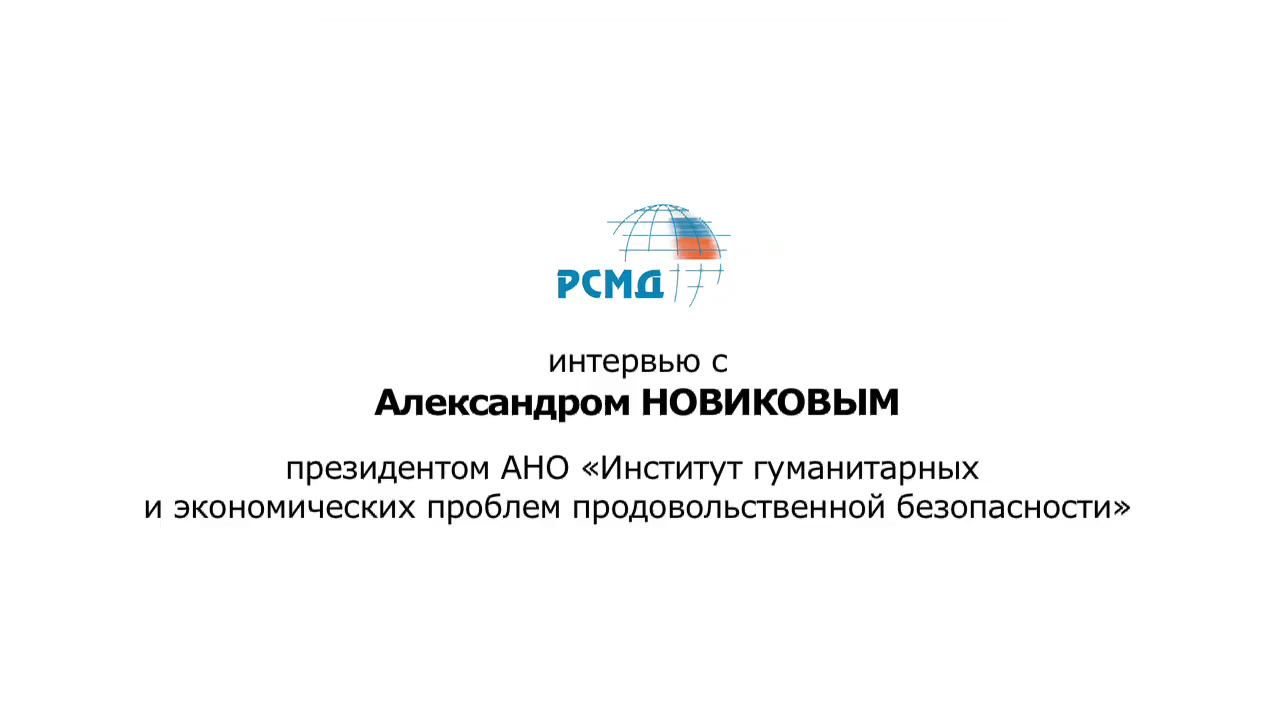 РСМД
интервью с
Александром НОВИКОВЫМ
президентом АНО «Институт гуманитарных
и экономических проблем продовольственной безопасности»